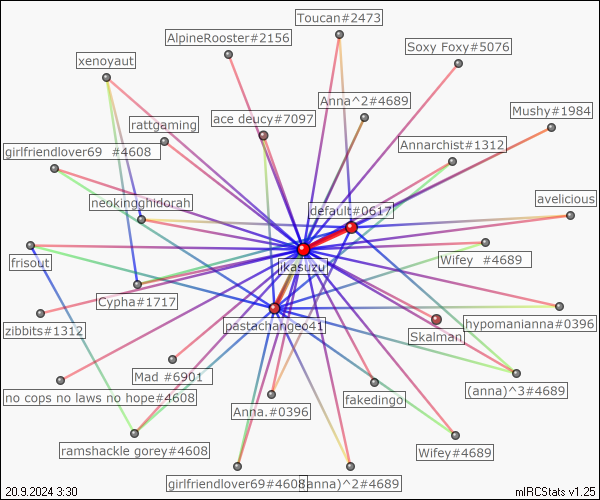 Toucan#2473
AlpineRooster#2156
Soxy Foxy#5076
xenoyaut
Anna^2#4689
Mushy#1984
ace deucy#7097
rattgaming
Annarchist#1312
girlfriendlover69 #4608
neokingghidorah
default#0617
avelicious
frisout
jikasuzu
Wifey #4689
Cypha#1717
zibbits#1312
pastachangeo41
hypomanianna#0396
Skalman
Mad #6901
(anna)^3#4689
no cops no laws no hope#4608
Anna.#0396
fakedingo
ramshackle gorey#4608
Wifey#4689
girlfriendlover69#4608
(anna)^2#4689
20.9.2024 3:30
mIRCStats v1.25